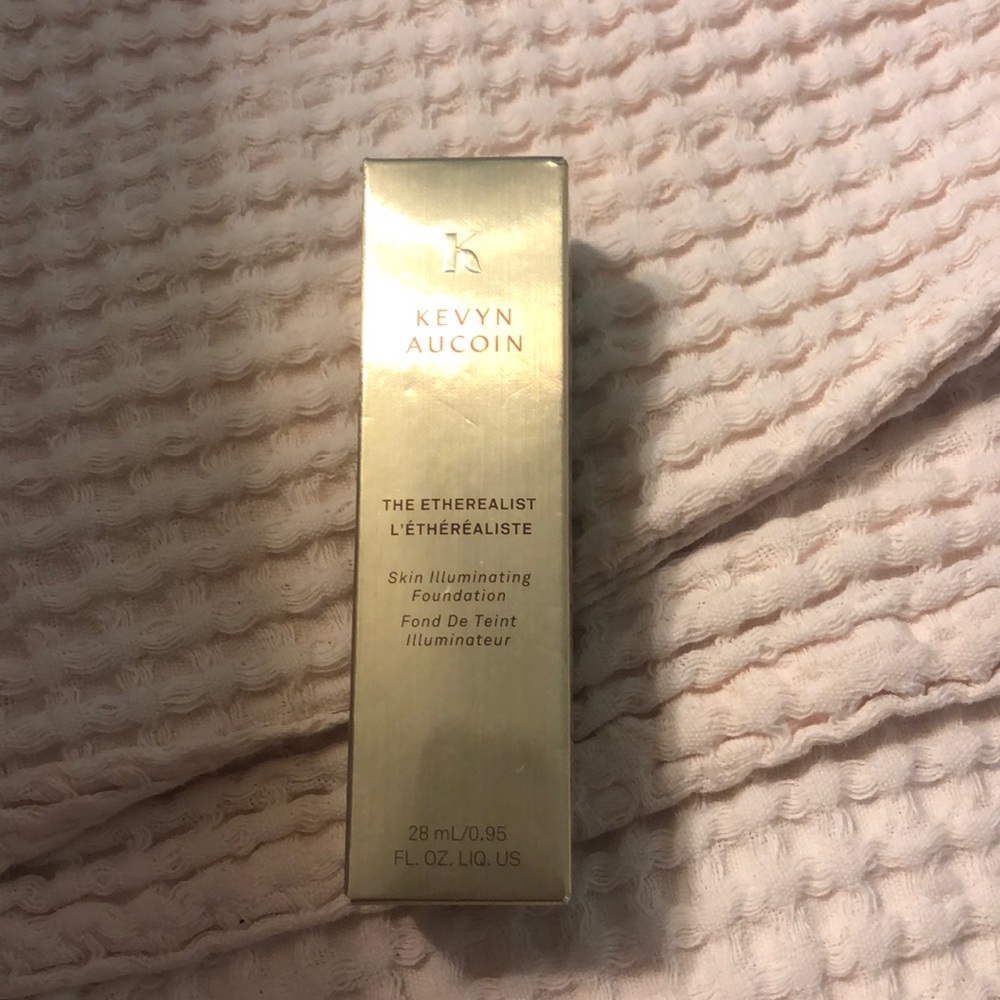 K
KEVYN
AUCOIN
THE ETHEREALIST
L'ÉTHÉRÉALISTE
Skin Illuminating
Foundation
Fond De Teint
Illuminateur
28 mL/0.95
FL. OZ. LIQ. US